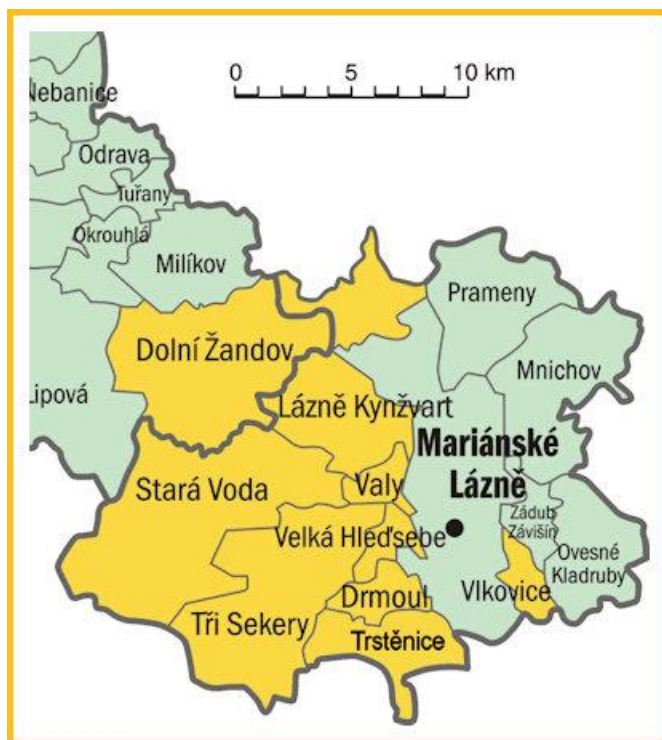 0 5 10 km
Nebanice
Odrava
Tuřany
Okrouhlá
Milíkov
Prameny
Dolní Žandov
Mnichov
Lipová
Lázně Kynžvart
Mariánské
Lázně
Stará Voda
Valy
Zádub
Závišín
Velká Hleďsebe
Ovesné
Kladruby
Drmoul
Vlkovice
Tři Sekery
Trstěnice